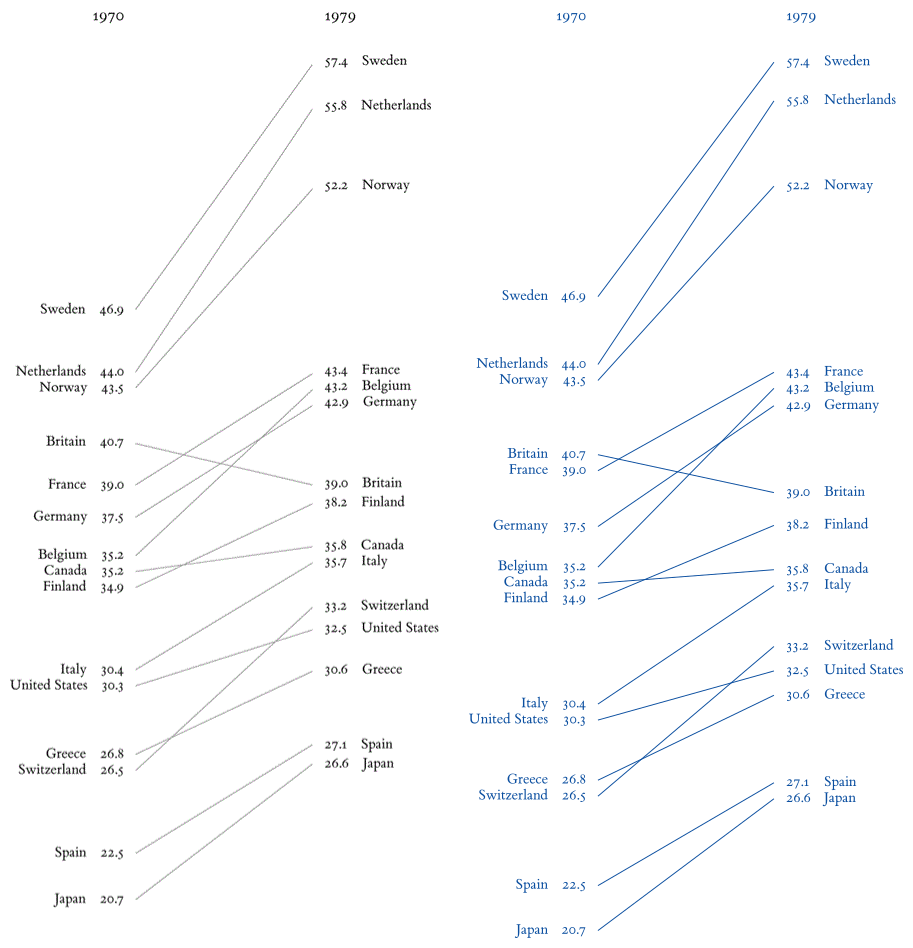 1970 1979
57.4 Sweden
55.8 Netherlands
52.2 Norway
Sweden 46.9
Netherlands 44.0
43.4 France
Norway 43.5
43.2 Belgium
42.9 Germany
Britain 40.7
France 39.0
39.0 Britain
38.2 Finland
Germany 37.5
35.8 Canada
Belgium 35.2
35.7 Italy
Canada 35.2
Finland 34.9
33.2 Switzerland
32.5 United States
Italy 30.4
30.6 Greece
United States 30.3
27.1 Spain
Greece 26.8
26.6 Japan
Switzerland 26.5
Spain 22.5
Japan 20.7
1970 1979
57.4 Sweden
55.8 Netherlands
52.2 Norway
Sweden 46.9
Netherlands 44.0
43.4 France
Norway 43.5
43.2 Belgium
42.9 Germany
Britain 40.7
France 39.0
39.0 Britain
Germany 37.5
38.2 Finland
Belgium 35.2
35.8 Canada
Canada 35.2
35.7 Italy
Finland 34.9
33.2 Switzerland
32.5 United States
30.6 Greece
Italy 30.4
United States 30.3
Greece 26.8
27.1 Spain
Switzerland 26.5
26.6 Japan
Spain 22.5
Japan 20.7